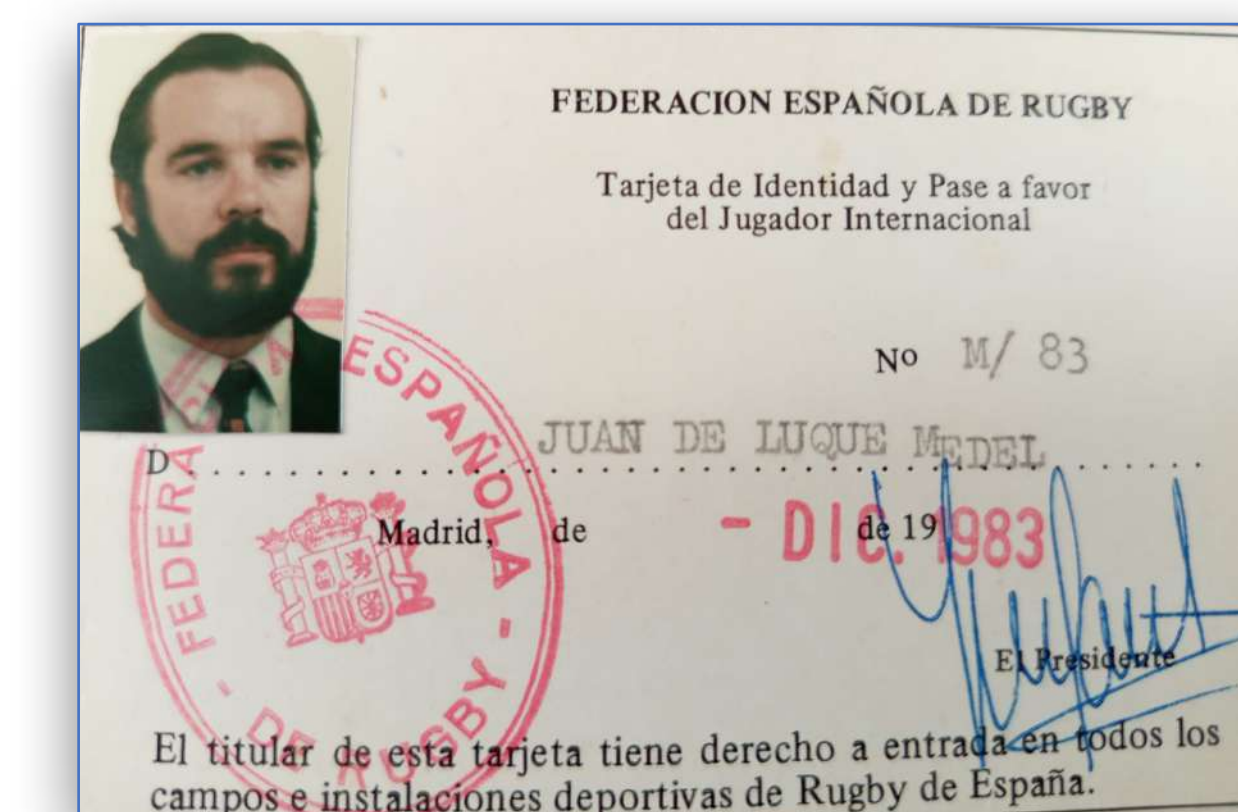 FEDERACION ESPAÑOLA DE RUGBY
Tarjeta de Identidad y Pase a favor
del Jugador Internacional
Nº M/ 83
D JUAN DE LUQUE MEDEL
Madrid, de - DIC. 1983 de 19
El Presidente
El titular de esta tarjeta tiene derecho a entrada en todos los
campos e instalaciones deportivas de Rugby de España.
FEDERA ESPAÑOLA - DE RUGBY -